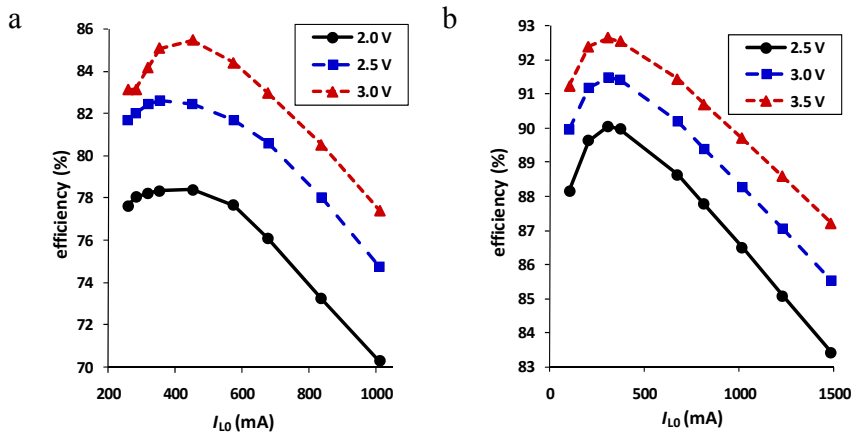 a
efficiency (%)
86
84
82
80
78
76
74
72
70
200 400 600 800 1000
I_L0 (mA)
2.0 V
2.5 V
3.0 V
b
efficiency (%)
93
92
91
90
89
88
87
86
85
84
83
0 500 1000 1500
I_L0 (mA)
2.5 V
3.0 V
3.5 V